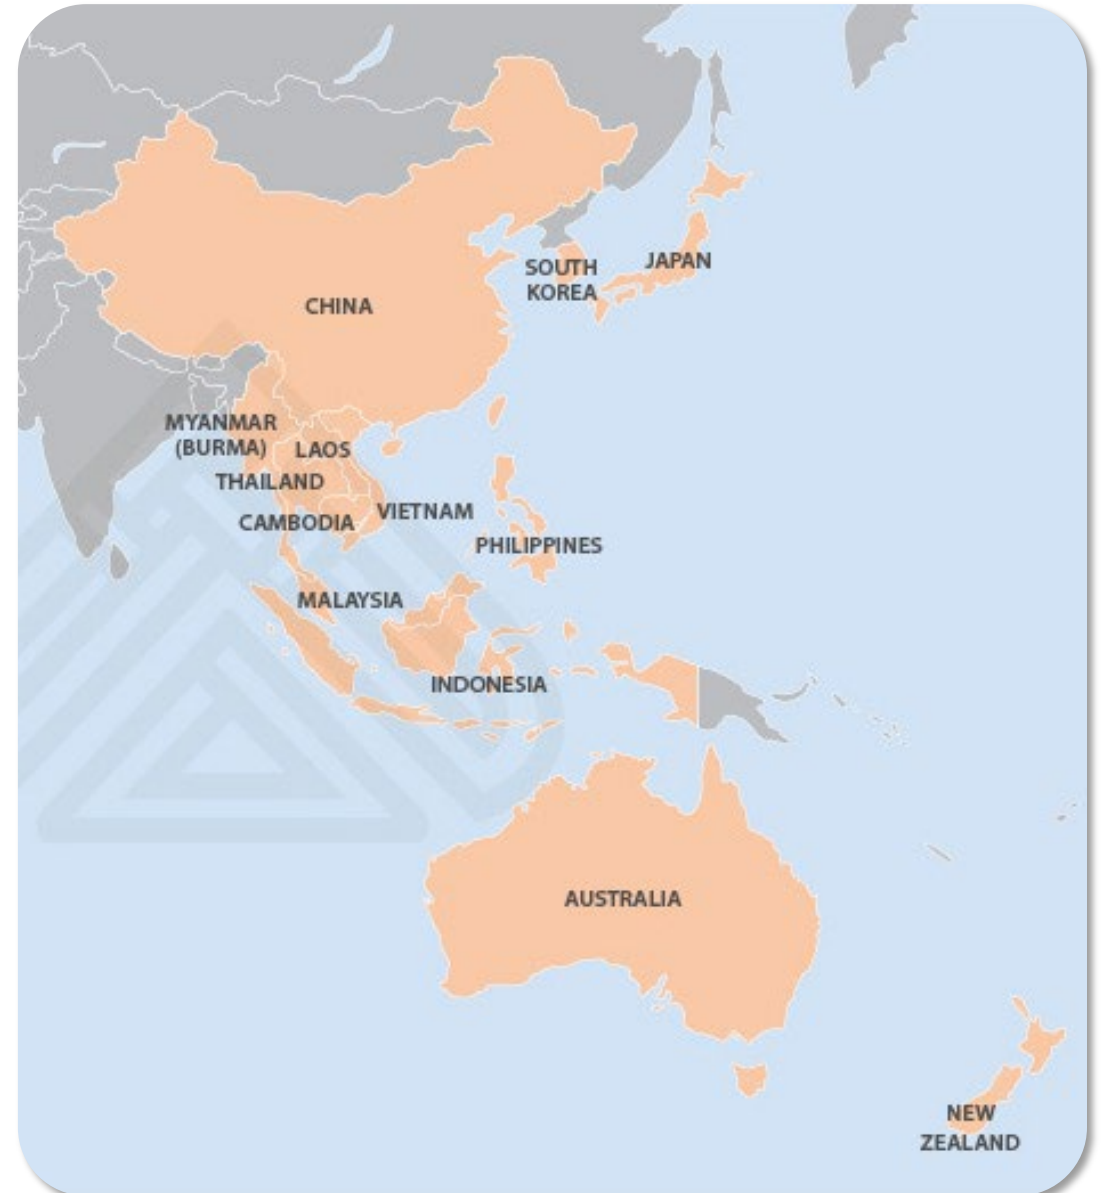 SOUTH
KOREA
JAPAN
CHINA
MYANMAR
(BURMA)
LAOS
THAILAND
VIETNAM
CAMBODIA
PHILIPPINES
MALAYSIA
INDONESIA
AUSTRALIA
NEW
ZEALAND